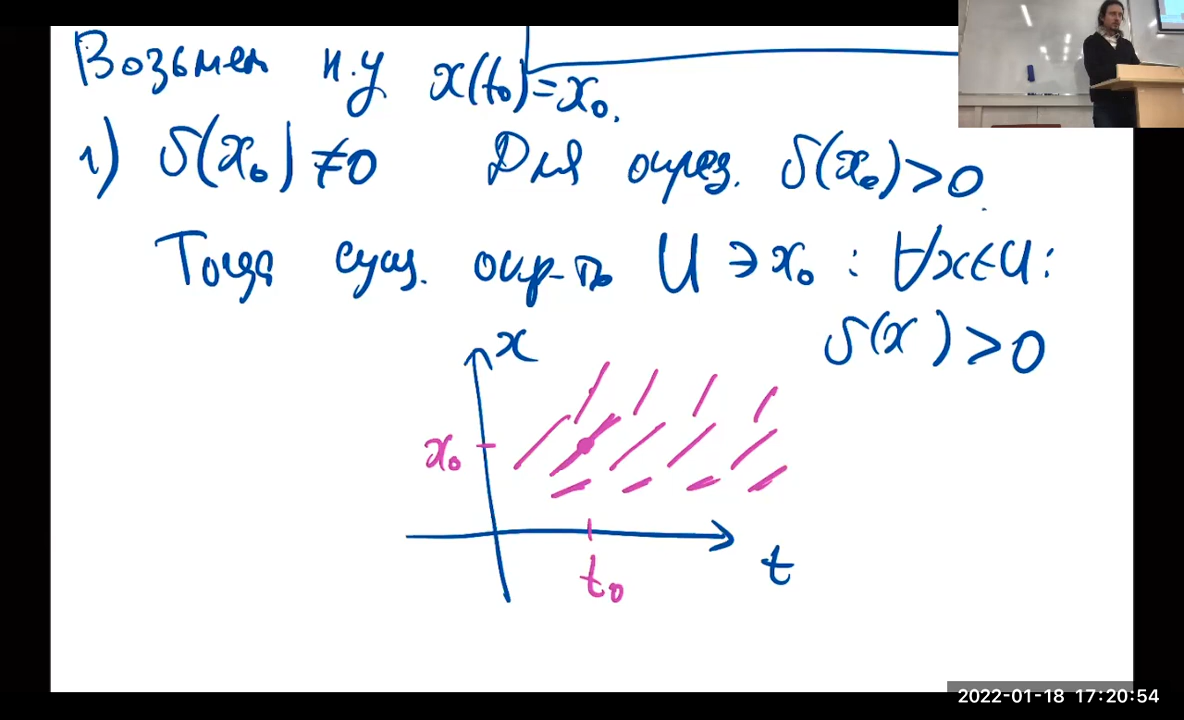 Возьмем н.у x(t₀)=x₀.
1) f(x₀)≠0 Для опред. f(x₀)>0.
Тогда сущ. окр-ть U∋x₀ : ∀x∈U:
f(x)>0
x
x₀
t
t₀
2022-01-18 17:20:54